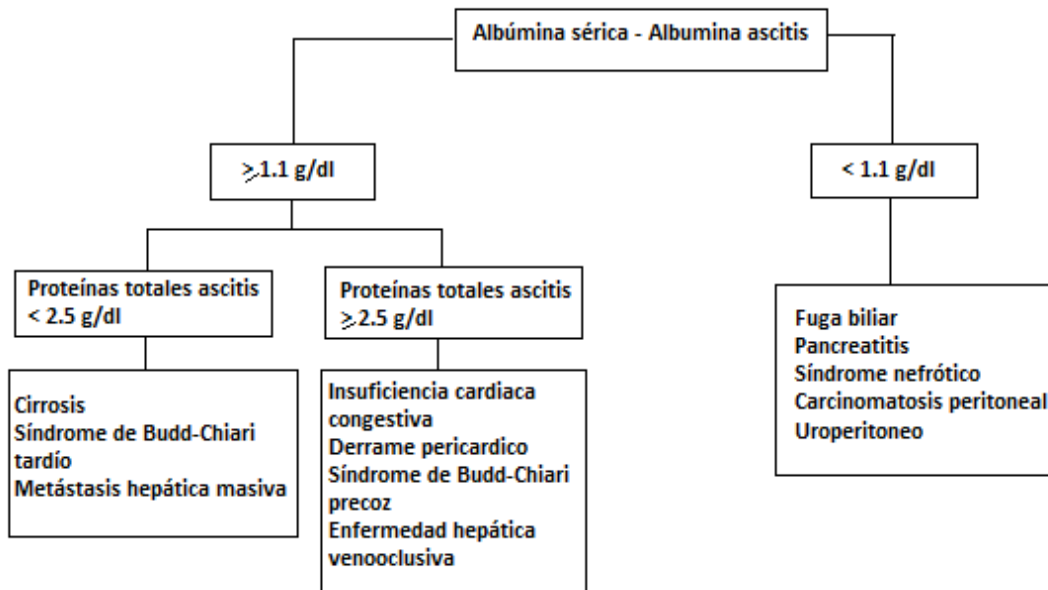 Albúmina sérica - Albumina ascitis
≥ 1.1 g/dl
< 1.1 g/dl
Proteínas totales ascitis
< 2.5 g/dl
Proteínas totales ascitis
≥ 2.5 g/dl
Cirrosis
Síndrome de Budd-Chiari
tardío
Metástasis hepática masiva
Insuficiencia cardiaca
congestiva
Derrame pericardico
Síndrome de Budd-Chiari
precoz
Enfermedad hepática
venooclusiva
Fuga biliar
Pancreatitis
Síndrome nefrótico
Carcinomatosis peritoneal
Uroperitoneo